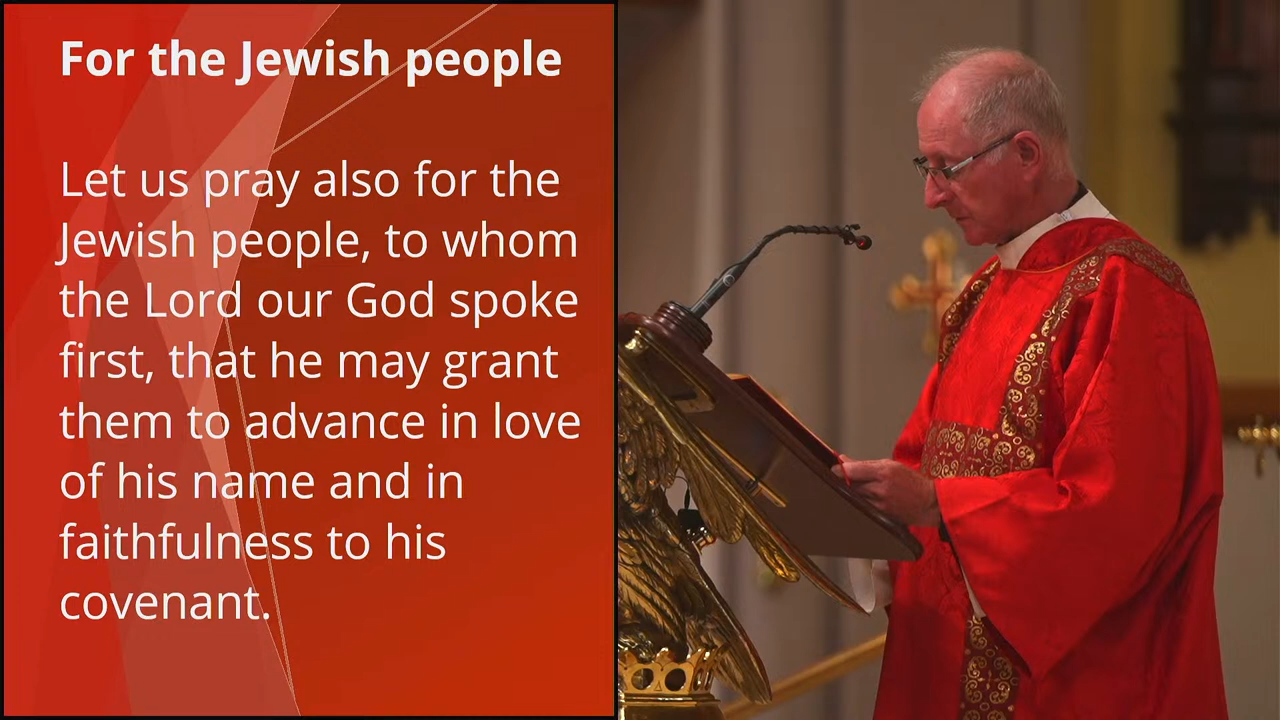 For the Jewish people
Let us pray also for the
Jewish people, to whom
the Lord our God spoke
first, that he may grant
them to advance in love
of his name and in
faithfulness to his
covenant.